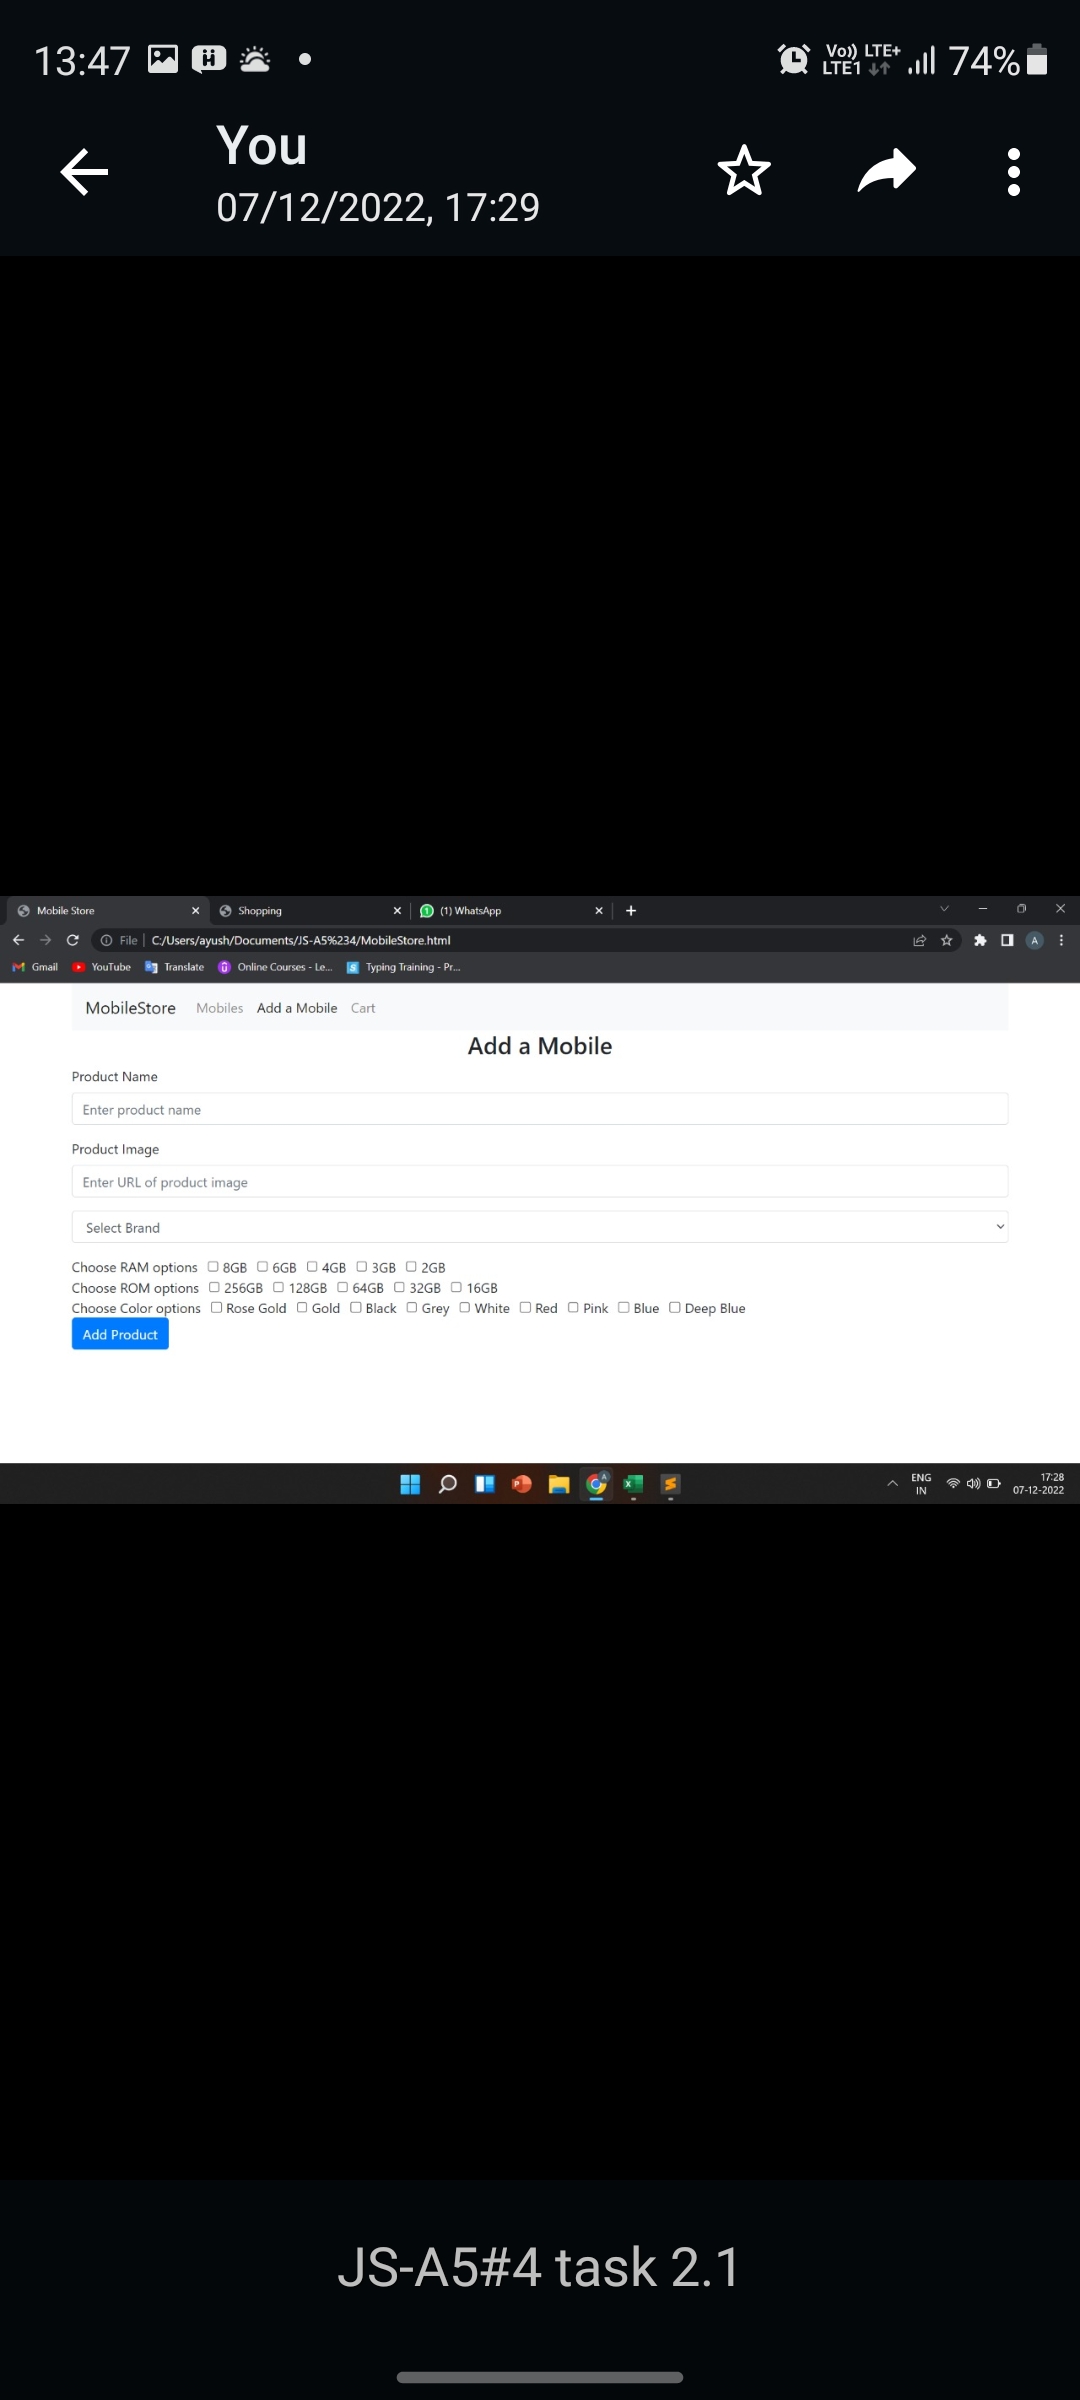 13:47 Vo)) LTE+ LTE1 74%
You
07/12/2022, 17:29
Mobile Store Shopping (1) WhatsApp
File C:/Users/ayush/Documents/JS-A5%234/MobileStore.html A
Gmail YouTube Translate Online Courses - Le... Typing Training - Pr...
MobileStore Mobiles Add a Mobile Cart
Add a Mobile
Product Name
Enter product name
Product Image
Enter URL of product image
Select Brand
Choose RAM options 8GB 6GB 4GB 3GB 2GB
Choose ROM options 256GB 128GB 64GB 32GB 16GB
Choose Color options Rose Gold Gold Black Grey White Red Pink Blue Deep Blue
Add Product
ENG 17:28
IN 07-12-2022
JS-A5#4 task 2.1